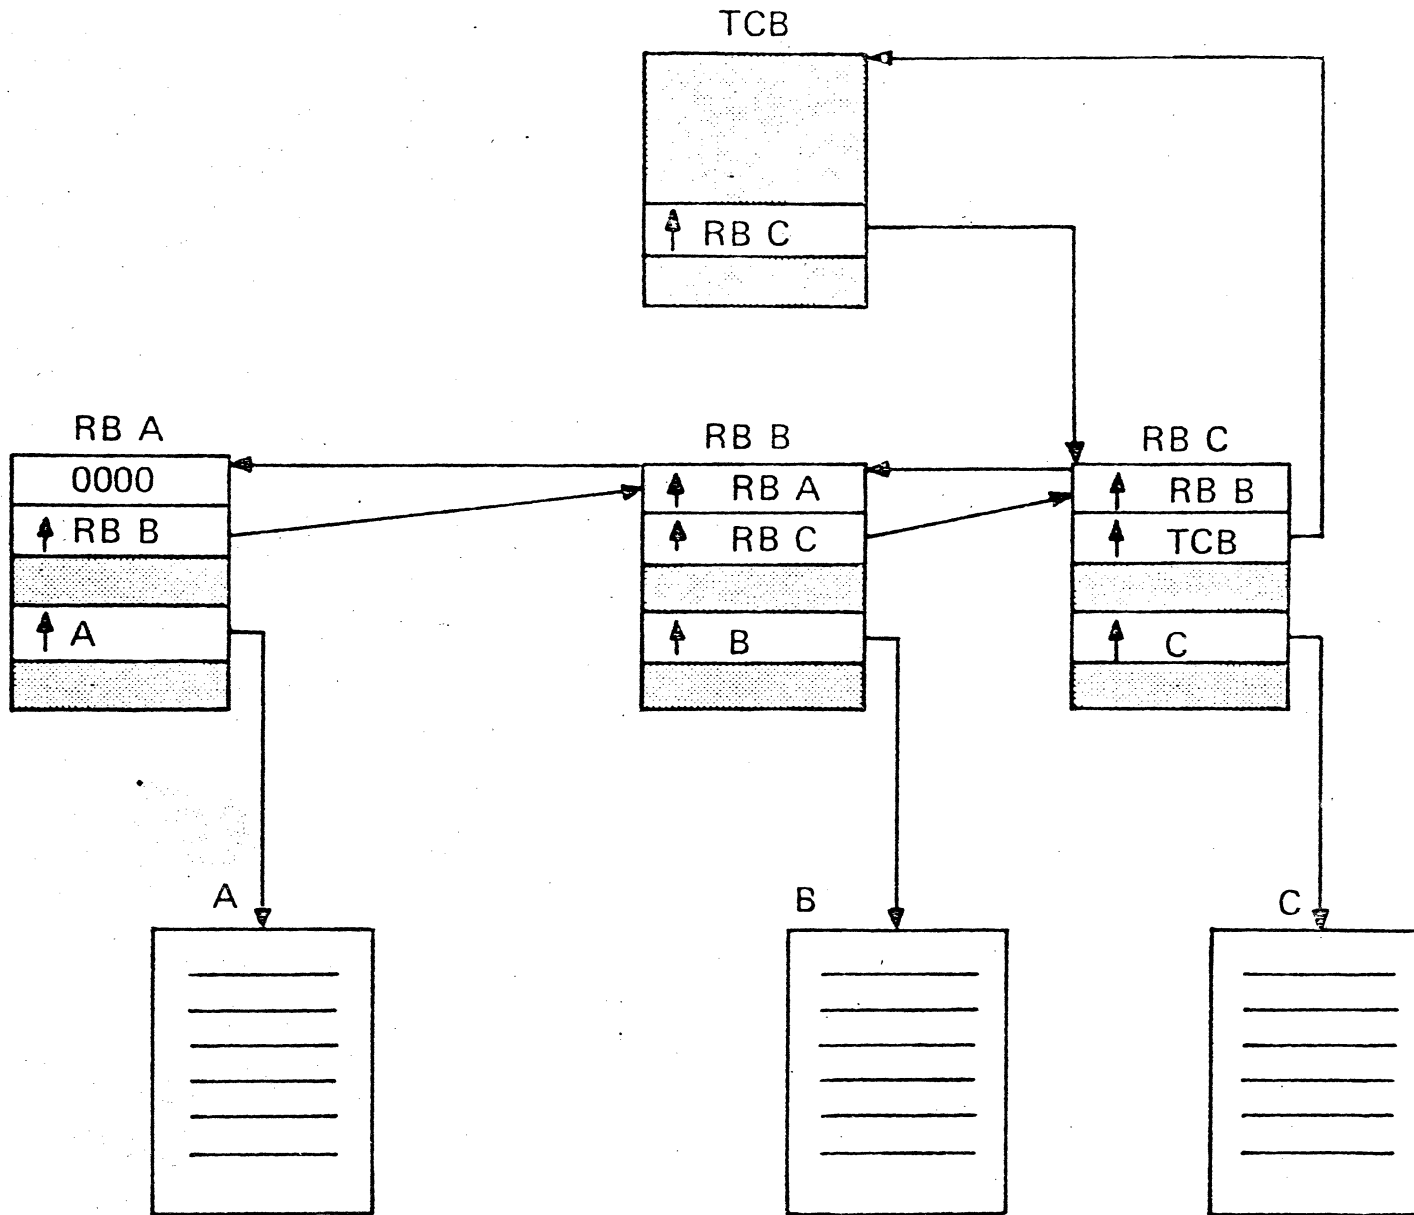 TCB
↑ RB C
RB A
0000
↑ RB B
↑ A
RB B
↑ RB A
↑ RB C
↑ B
RB C
↑ RB B
↑ TCB
↑ C
A
B
C